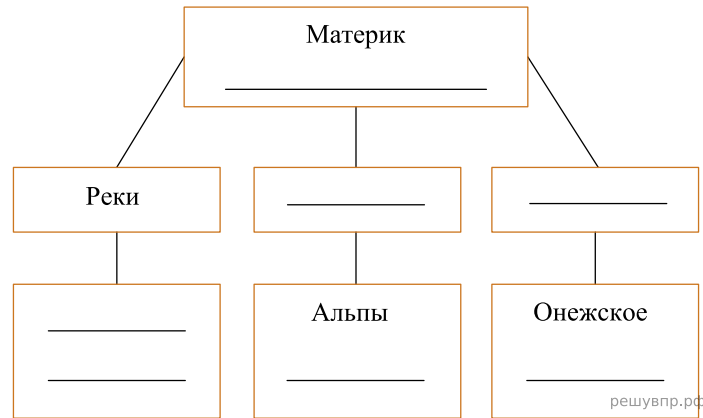 Материк
Реки
Альпы
Онежское
решувпр.рф